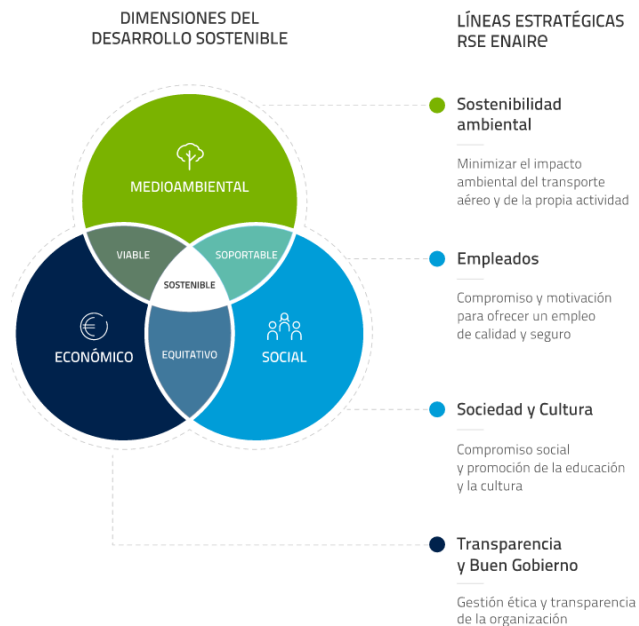 DIMENSIONES DEL
DESARROLLO SOSTENIBLE
MEDIOAMBIENTAL
VIABLE
SOPORTABLE
SOSTENIBLE
ECONÓMICO
EQUITATIVO
SOCIAL
LÍNEAS ESTRATÉGICAS
RSE ENAIRe
Sostenibilidad
ambiental
Minimizar el impacto
ambiental del transporte
aéreo y de la propia actividad
Empleados
Compromiso y motivación
para ofrecer un empleo
de calidad y seguro
Sociedad y Cultura
Compromiso social
y promoción de la educación
y la cultura
Transparencia
y Buen Gobierno
Gestión ética y transparencia
de la organización